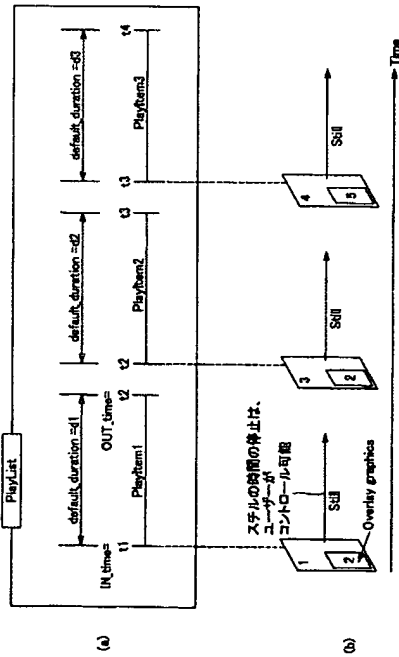 (a)
PlayList
default_duration =d1
default_duration =d2
default_duration =d3
IN_time=
OUT_time=
t1
t2
t2
t3
t3
t4
PlayItem1
PlayItem2
PlayItem3
(b)
ステルの時間の停止は、
ユーザーが
コントロール可能
1
2
Still
3
2
Still
4
5
Still
Overlay graphics
Time